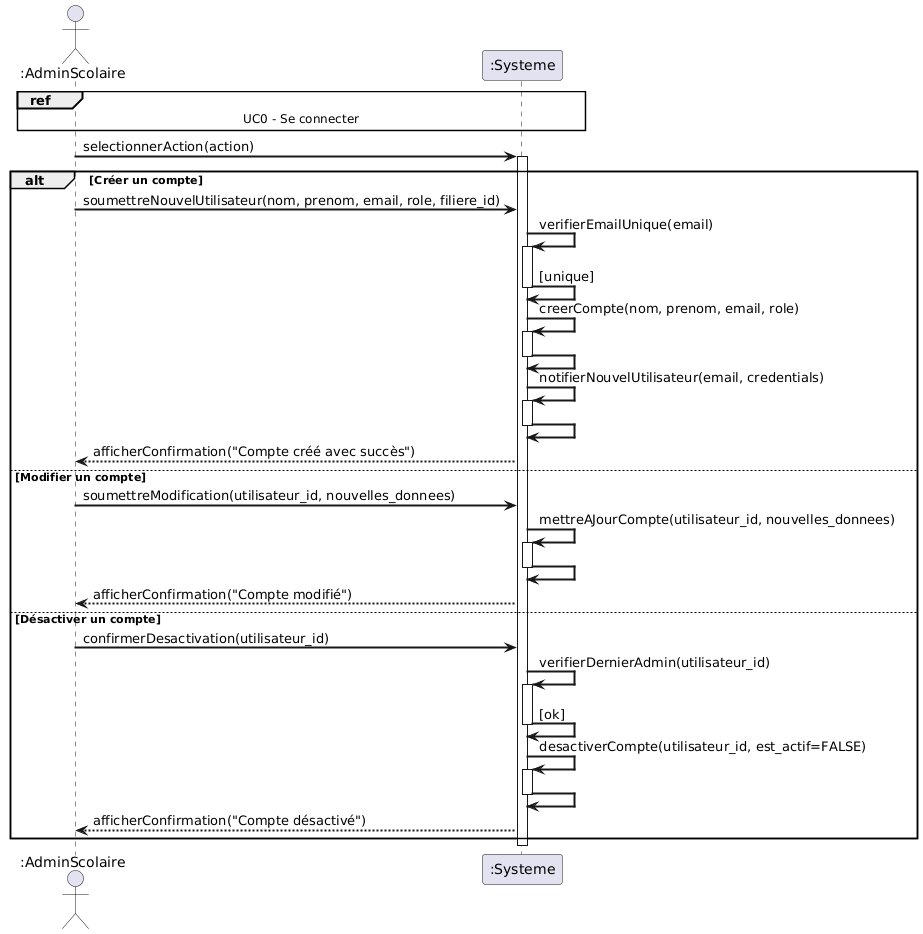 :AdminScolaire
:Systeme
ref
UC0 - Se connecter
selectionnerAction(action)
alt [Créer un compte]
soumettreNouvelUtilisateur(nom, prenom, email, role, filiere_id)
verifierEmailUnique(email)
[unique]
creerCompte(nom, prenom, email, role)
notifierNouvelUtilisateur(email, credentials)
afficherConfirmation("Compte créé avec succès")
[Modifier un compte]
soumettreModification(utilisateur_id, nouvelles_donnees)
mettreAJourCompte(utilisateur_id, nouvelles_donnees)
afficherConfirmation("Compte modifié")
[Désactiver un compte]
confirmerDesactivation(utilisateur_id)
verifierDernierAdmin(utilisateur_id)
[ok]
desactiverCompte(utilisateur_id, est_actif=FALSE)
afficherConfirmation("Compte désactivé")
:AdminScolaire
:Systeme